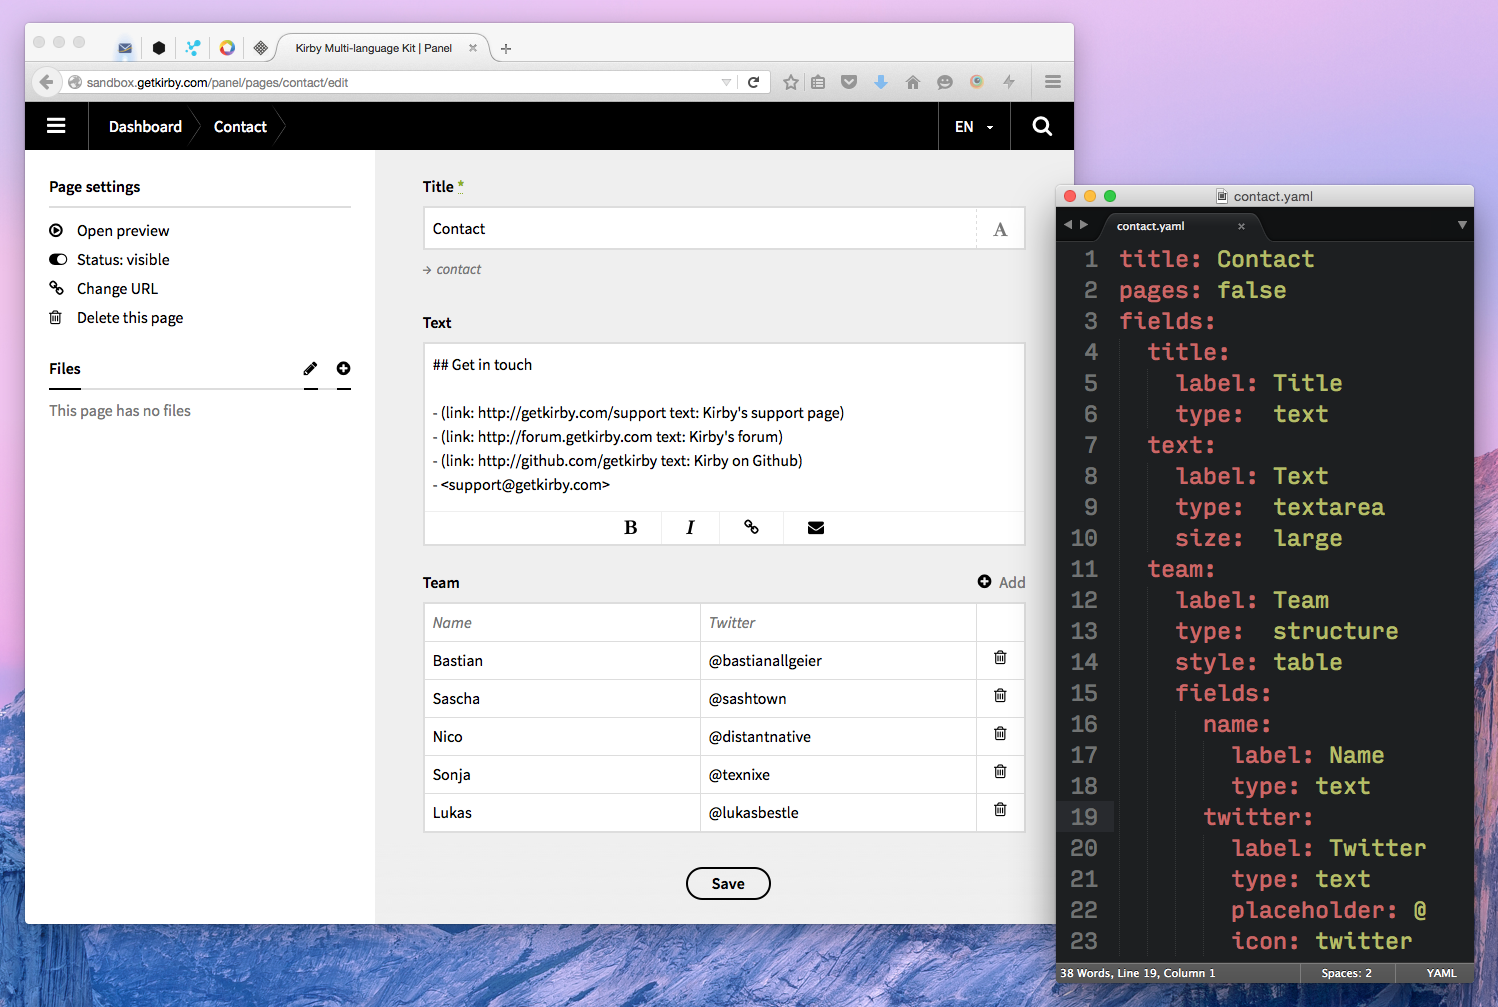 Kirby Multi-language Kit | Panel
sandbox.getkirby.com/panel/pages/contact/edit
Dashboard
Contact
EN
Page settings
Open preview
Status: visible
Change URL
Delete this page
Files
This page has no files
Title *
Contact
A
→ contact
Text
## Get in touch
- (link: http://getkirby.com/support text: Kirby's support page)
- (link: http://forum.getkirby.com text: Kirby's forum)
- (link: http://github.com/getkirby text: Kirby on Github)
- <support@getkirby.com>
B I
Team
Add
Name Twitter
Bastian @bastianallgeier
Sascha @sashtown
Nico @distantnative
Sonja @texnixe
Lukas @lukasbestle
Save
contact.yaml
contact.yaml
1 title: Contact
2 pages: false
3 fields:
4 title:
5 label: Title
6 type: text
7 text:
8 label: Text
9 type: textarea
10 size: large
11 team:
12 label: Team
13 type: structure
14 style: table
15 fields:
16 name:
17 label: Name
18 type: text
19 twitter:
20 label: Twitter
21 type: text
22 placeholder: @
23 icon: twitter
38 Words, Line 19, Column 1
Spaces: 2
YAML